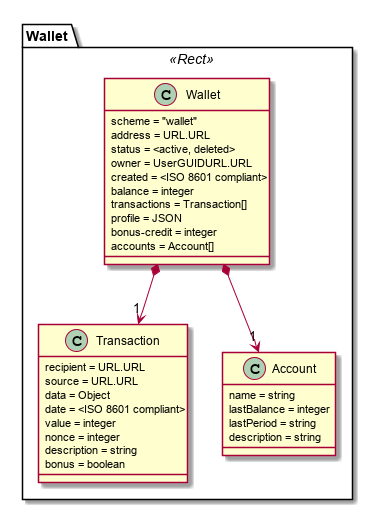 Wallet
«Rect»
C Wallet
scheme = "wallet"
address = URL.URL
status = <active, deleted>
owner = UserGUIDURL.URL
created = <ISO 8601 compliant>
balance = integer
transactions = Transaction[]
profile = JSON
bonus-credit = integer
accounts = Account[]
1
1
C Transaction
recipient = URL.URL
source = URL.URL
data = Object
date = <ISO 8601 compliant>
value = integer
nonce = integer
description = string
bonus = boolean
C Account
name = string
lastBalance = integer
lastPeriod = string
description = string